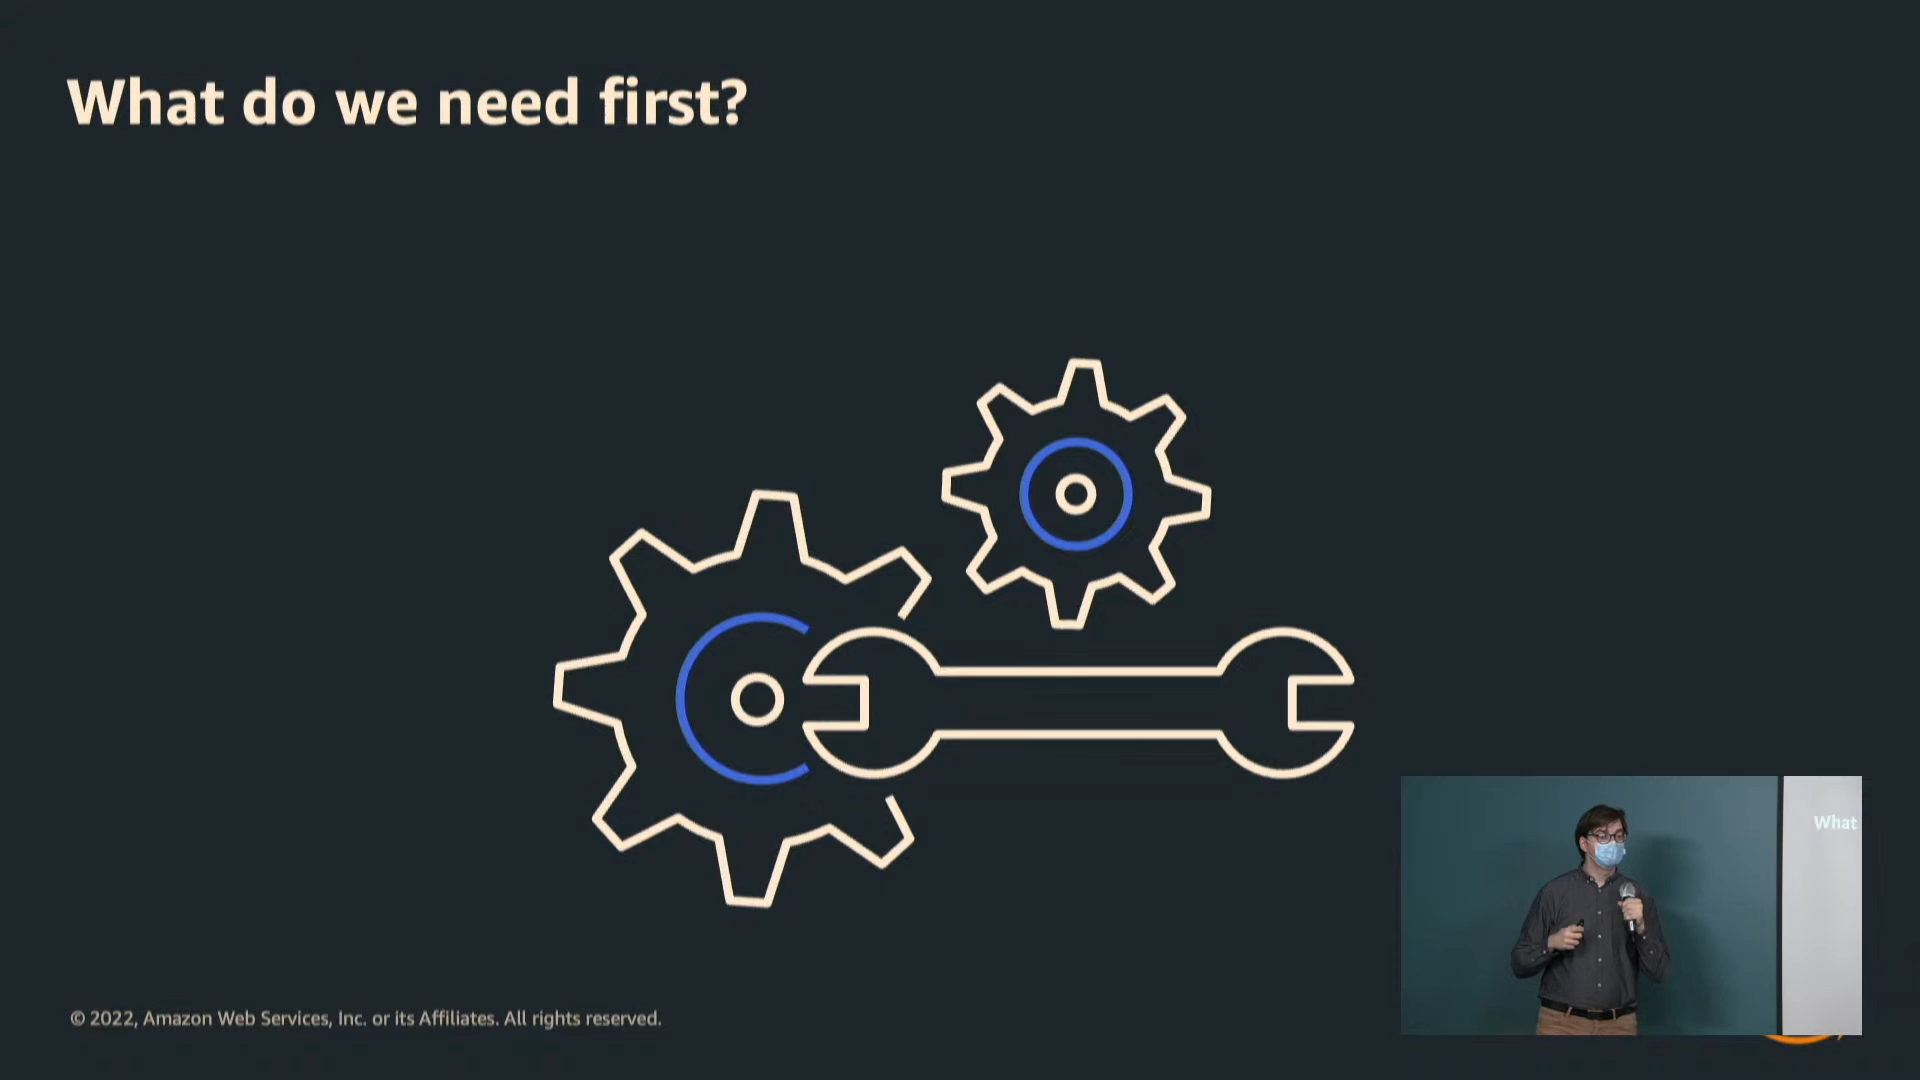 What do we need first?
What
© 2022, Amazon Web Services, Inc. or its Affiliates. All rights reserved.